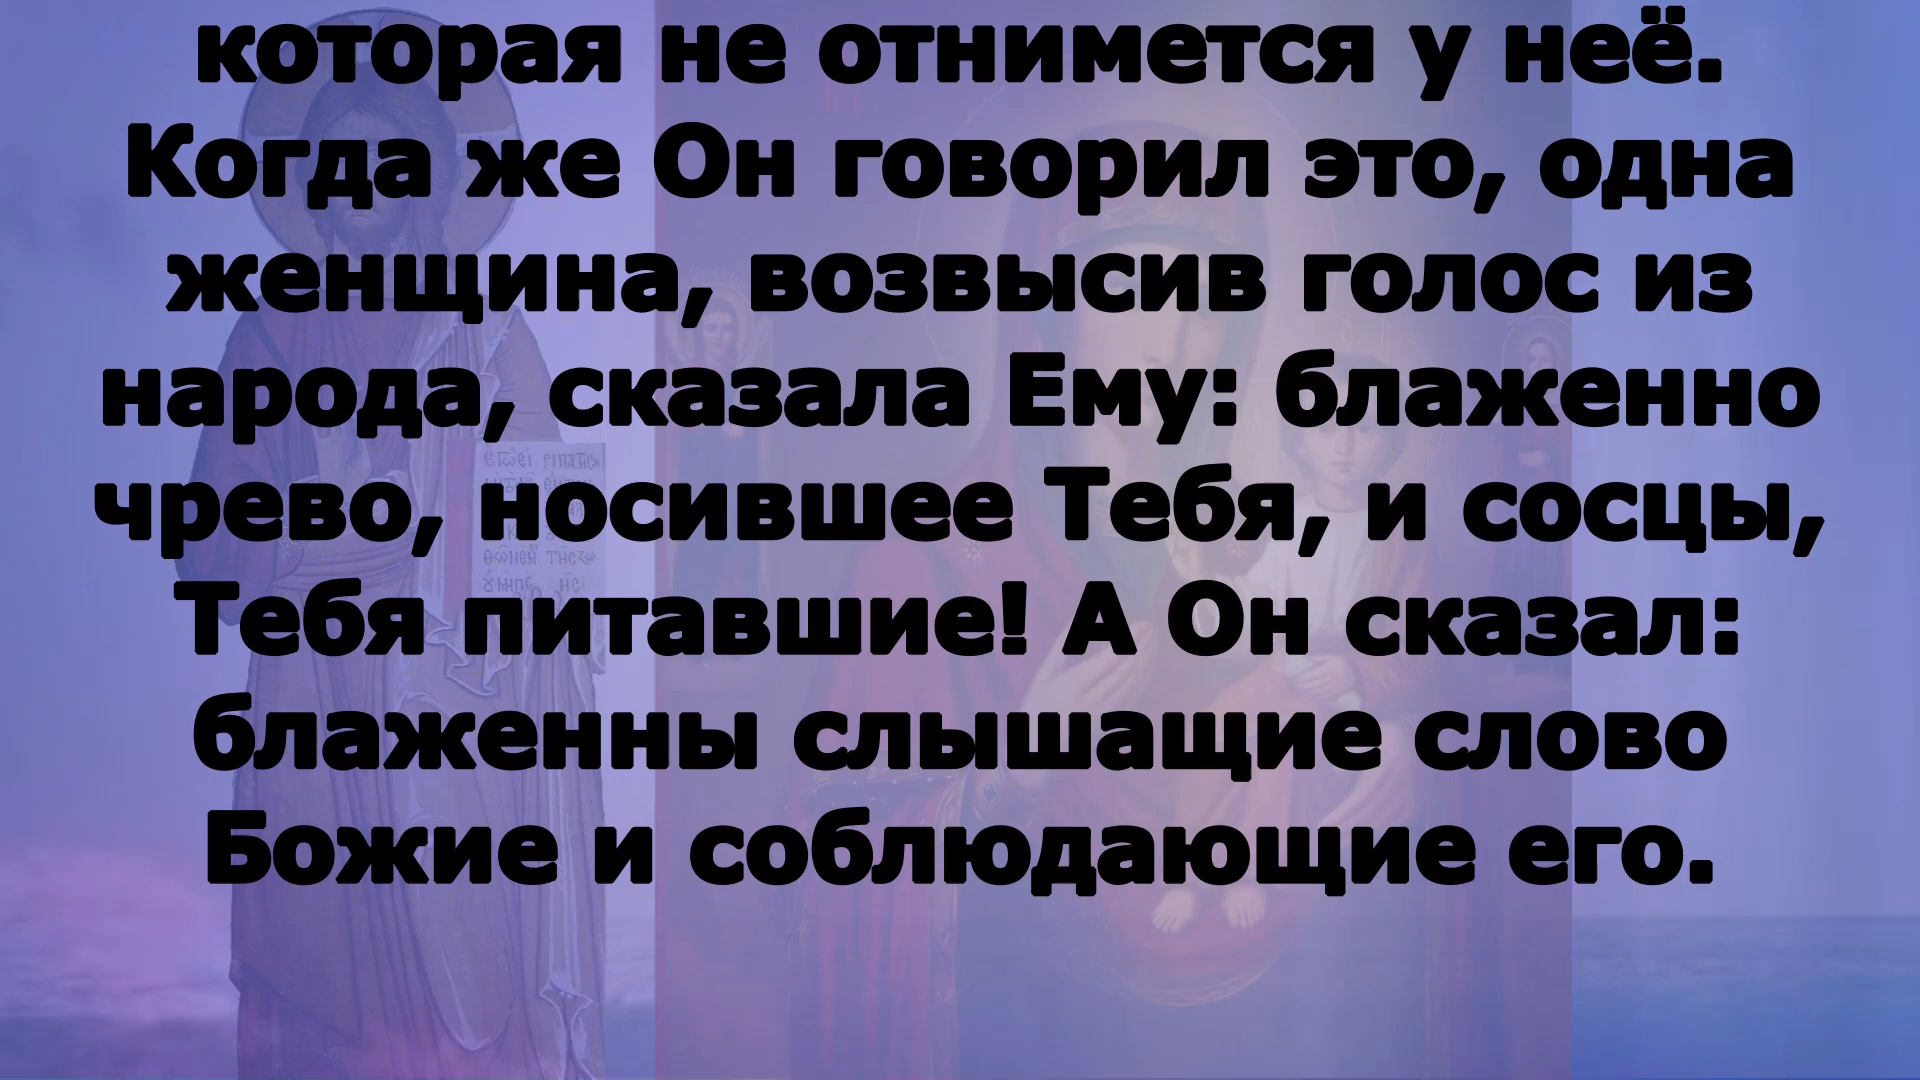 которая не отнимется у неё.
Когда же Он говорил это, одна
женщина, возвысив голос из
народа, сказала Ему: блаженно
чрево, носившее Тебя, и сосцы,
Тебя питавшие! А Он сказал:
блаженны слышащие слово
Божие и соблюдающие его.